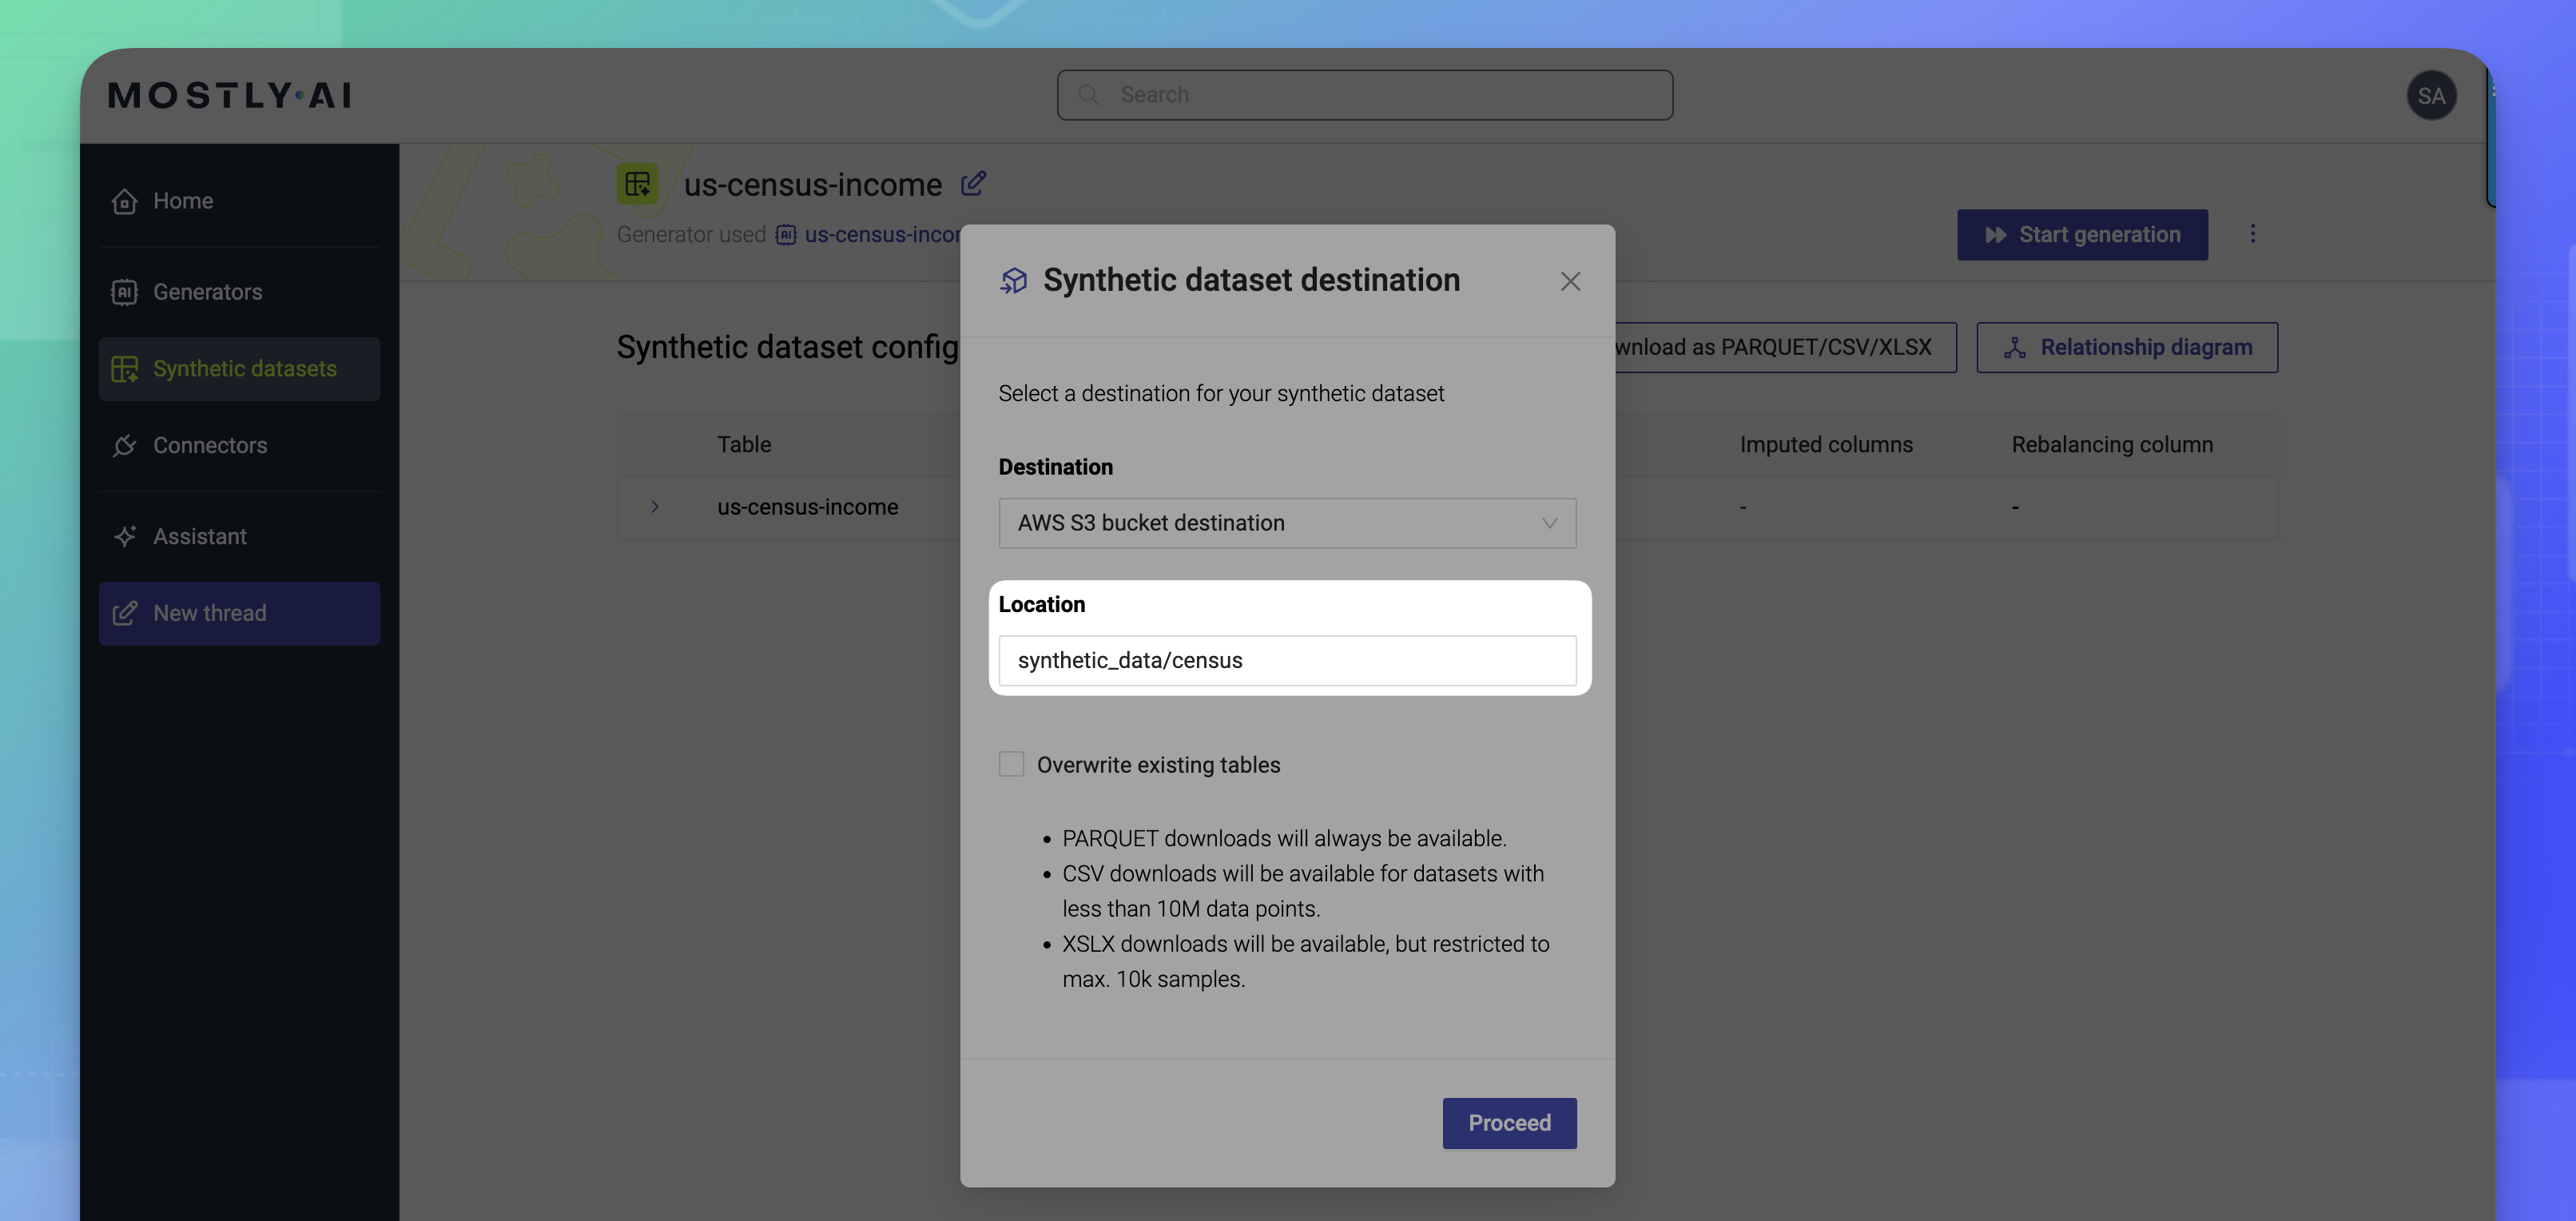 MOSTLY·AI
Search
SA
Home
Generators
Synthetic datasets
Connectors
Assistant
New thread
us-census-income
Generator used AI us-census-incom
Start generation
Synthetic dataset config
wnload as PARQUET/CSV/XLSX
Relationship diagram
Table
Imputed columns
Rebalancing column
us-census-income
-
-
Synthetic dataset destination
Select a destination for your synthetic dataset
Destination
AWS S3 bucket destination
Location
synthetic_data/census
Overwrite existing tables
• PARQUET downloads will always be available.
• CSV downloads will be available for datasets with
less than 10M data points.
• XSLX downloads will be available, but restricted to
max. 10k samples.
Proceed